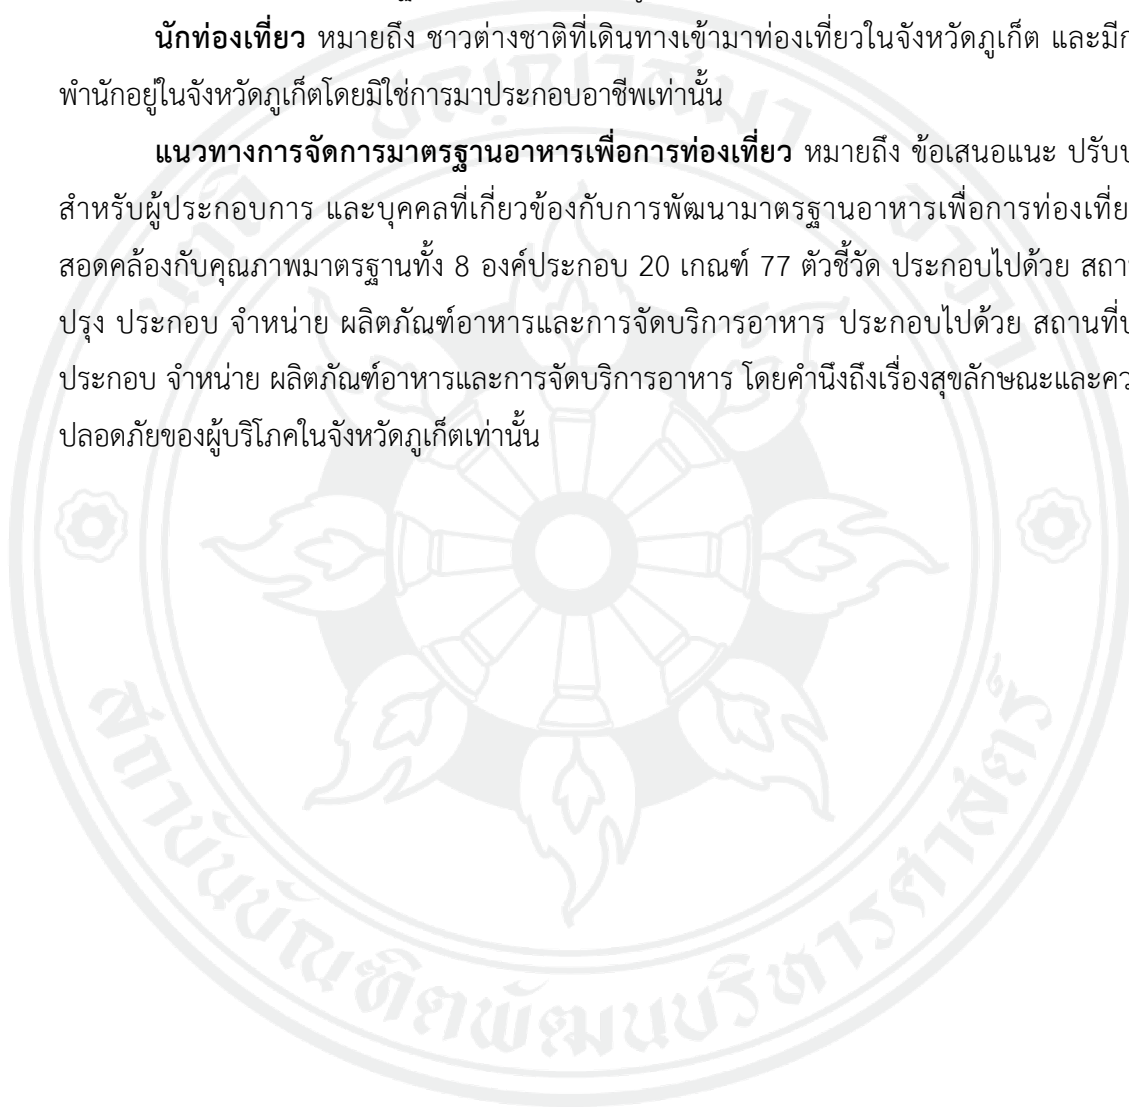 นักท่องเที่ยว หมายถึง ชาวต่างชาติที่เดินทางเข้ามาท่องเที่ยวในจังหวัดภูเก็ต และมี
พำนักอยู่ในจังหวัดภูเก็ตโดยมิใช่การมาประกอบอาชีพเท่านั้น
แนวทางการจัดการมาตรฐานอาหารเพื่อการท่องเที่ยว หมายถึง ข้อเสนอแนะ ปรับ
สำหรับผู้ประกอบการ และบุคคลที่เกี่ยวข้องกับการพัฒนามาตรฐานอาหารเพื่อการท่องเที่ย
สอดคล้องกับคุณภาพมาตรฐานทั้ง 8 องค์ประกอบ 20 เกณฑ์ 77 ตัวชี้วัด ประกอบไปด้วย สถา
ปรุง ประกอบ จำหน่าย ผลิตภัณฑ์อาหารและการจัดบริการอาหาร ประกอบไปด้วย สถานที่
ประกอบ จำหน่าย ผลิตภัณฑ์อาหารและการจัดบริการอาหาร โดยคำนึงถึงเรื่องสุขลักษณะและคว
ปลอดภัยของผู้บริโภคในจังหวัดภูเก็ตเท่านั้น
สถาบันบัณฑิตพัฒนบริหารศาสตร์